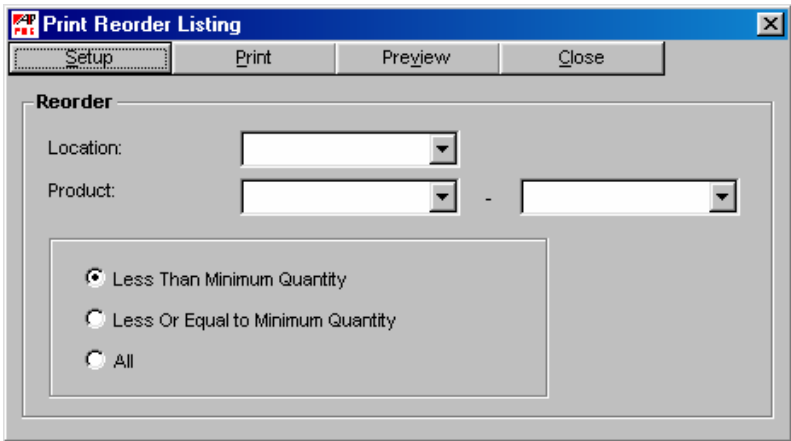 Print Reorder Listing
Setup Print Preview Close
Reorder
Location:
Product: -
Less Than Minimum Quantity
Less Or Equal to Minimum Quantity
All